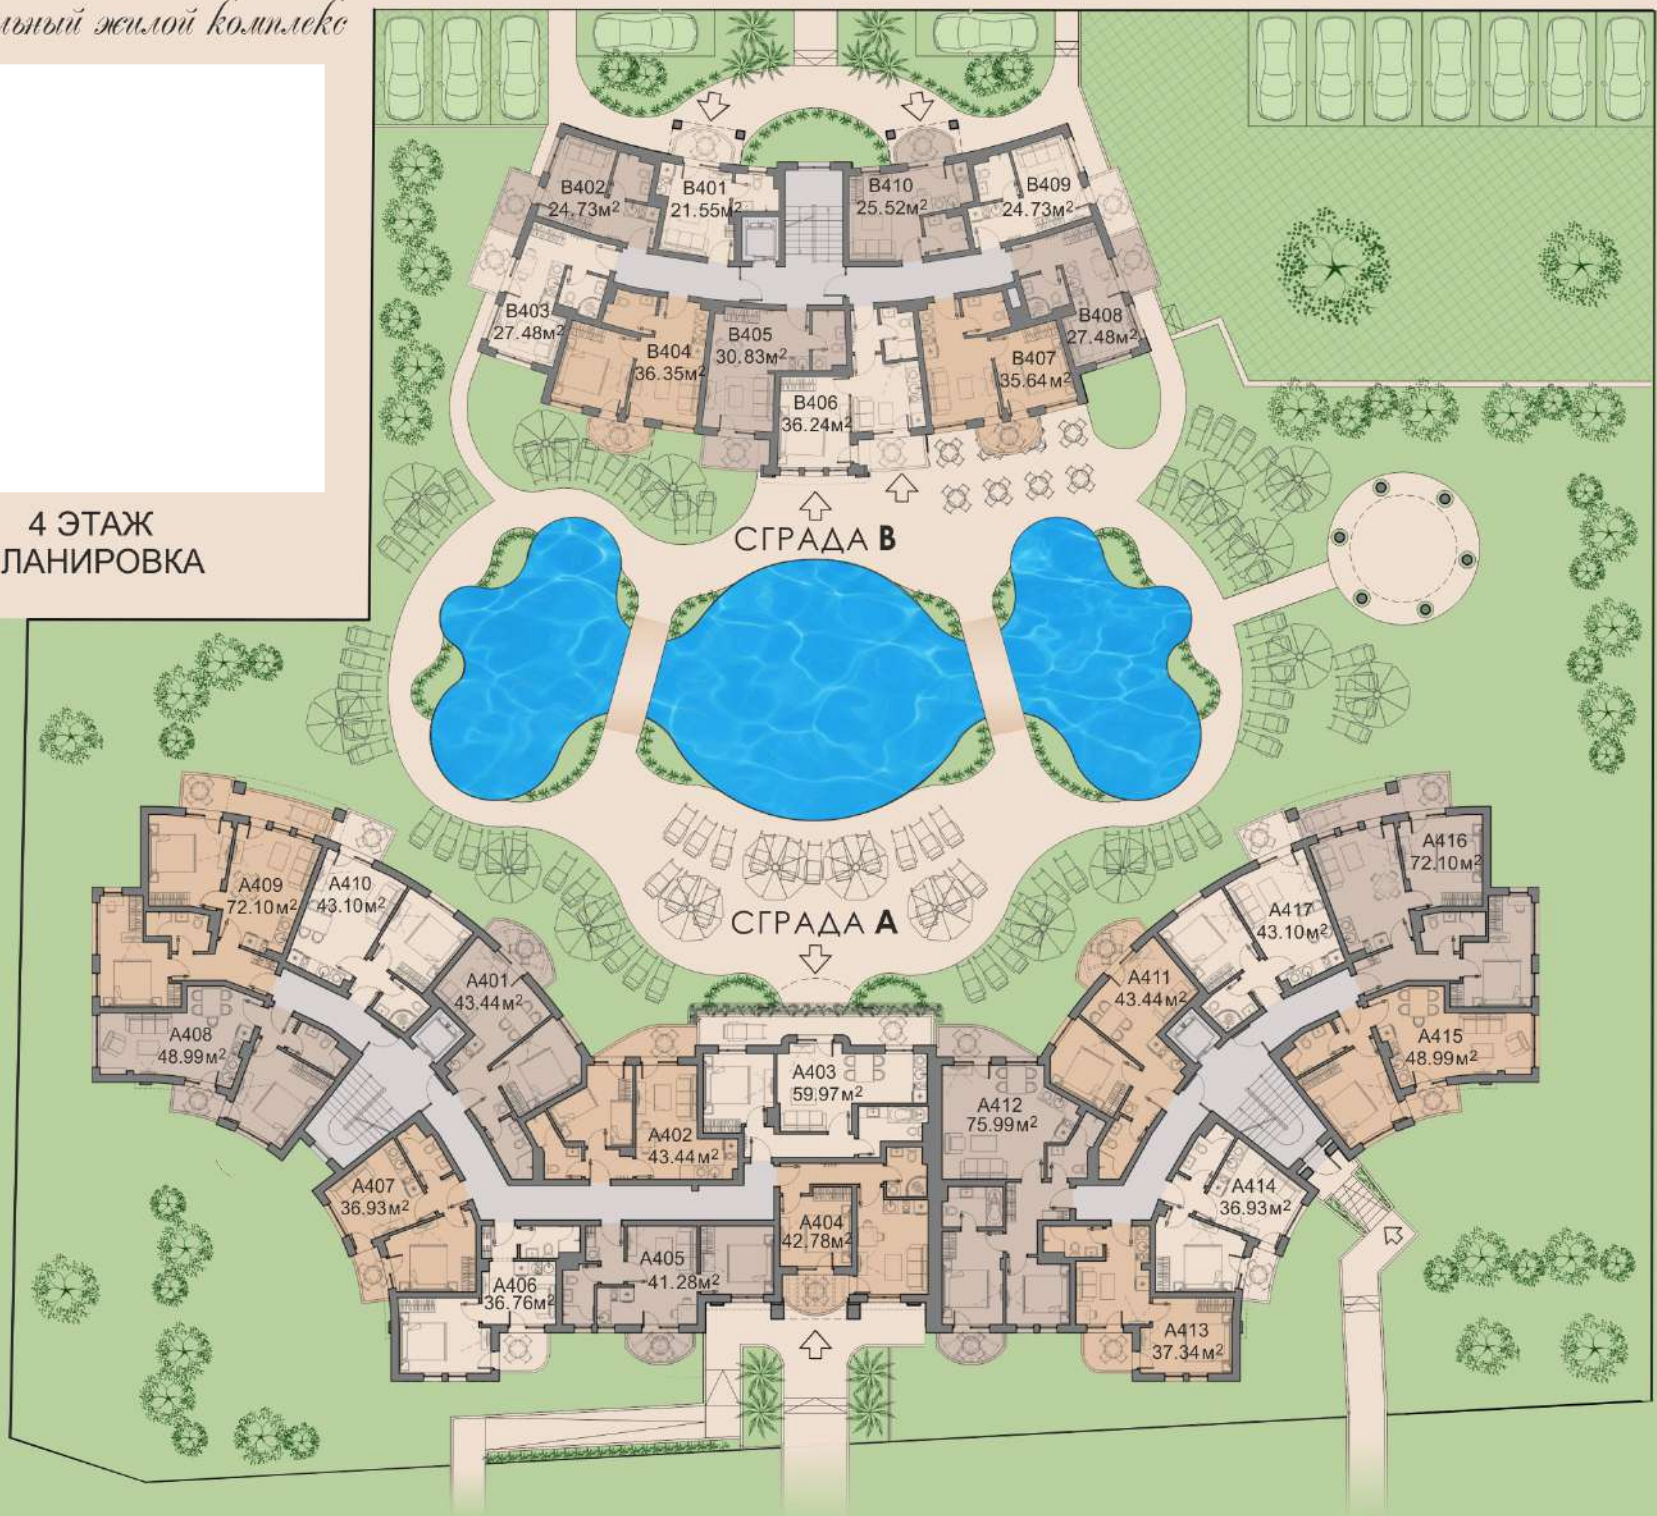 жилой комплекс
4 ЭТАЖ
ЛАНИРОВКА
B402
24.73м²
B401
21.55м²
B410
25.52м²
B409
24.73м²
B403
27.48м²
B404
36.35м²
B405
30.83м²
B406
36.24м²
B407
35.64м²
B408
27.48м²
СГРАДА B
СГРАДА A
A409
72.10м²
A410
43.10м²
A401
43.44м²
A408
48.99м²
A402
43.44м²
A403
59.97м²
A412
75.99м²
A411
43.44м²
A417
43.10м²
A416
72.10м²
A415
48.99м²
A407
36.93м²
A406
36.76м²
A405
41.28м²
A404
42.78м²
A414
36.93м²
A413
37.34м²